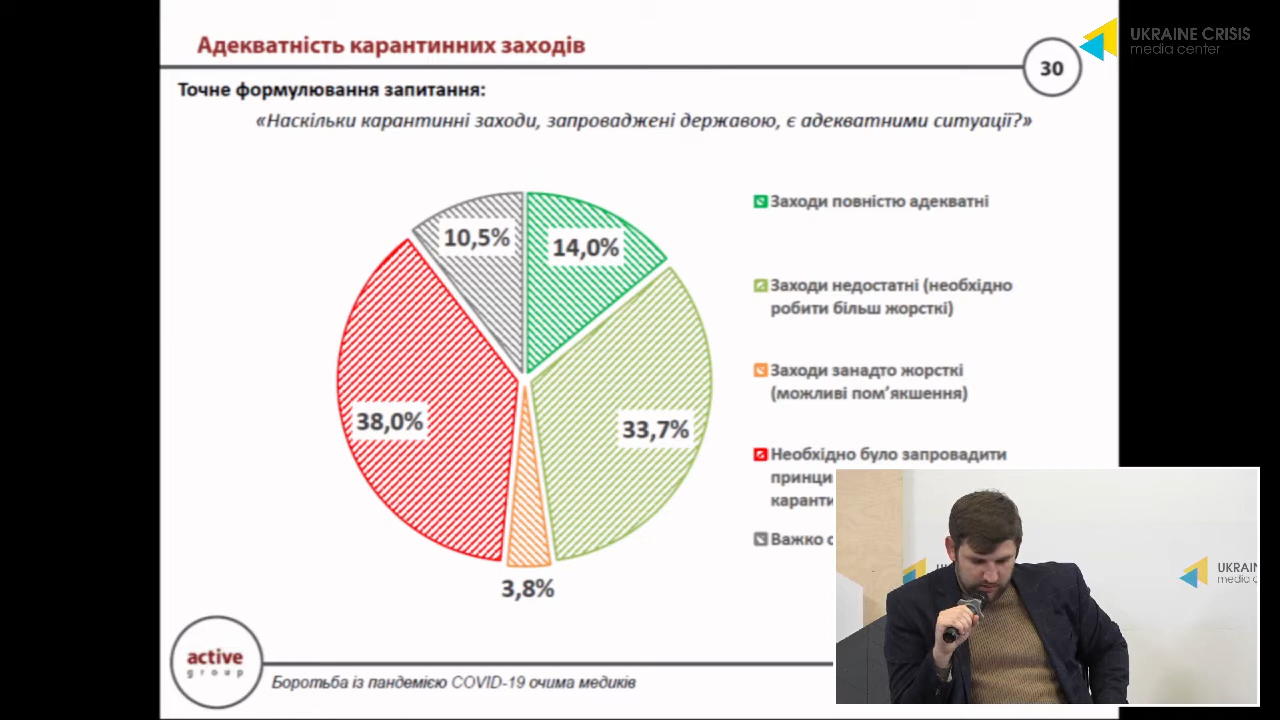 Адекватність карантинних заходів
30
UKRAINE CRISIS
media center
Точне формулювання запитання:
«Наскільки карантинні заходи, запроваджені державою, є адекватними ситуації?»
10,5%
14,0%
38,0%
33,7%
3,8%
Заходи повністю адекватні
Заходи недостатні (необхідно
робити більш жорсткі)
Заходи занадто жорсткі
(можливі пом’якшення)
Необхідно було запровадити
Важко
active
group
Боротьба із пандемією COVID-19 очима медиків
media